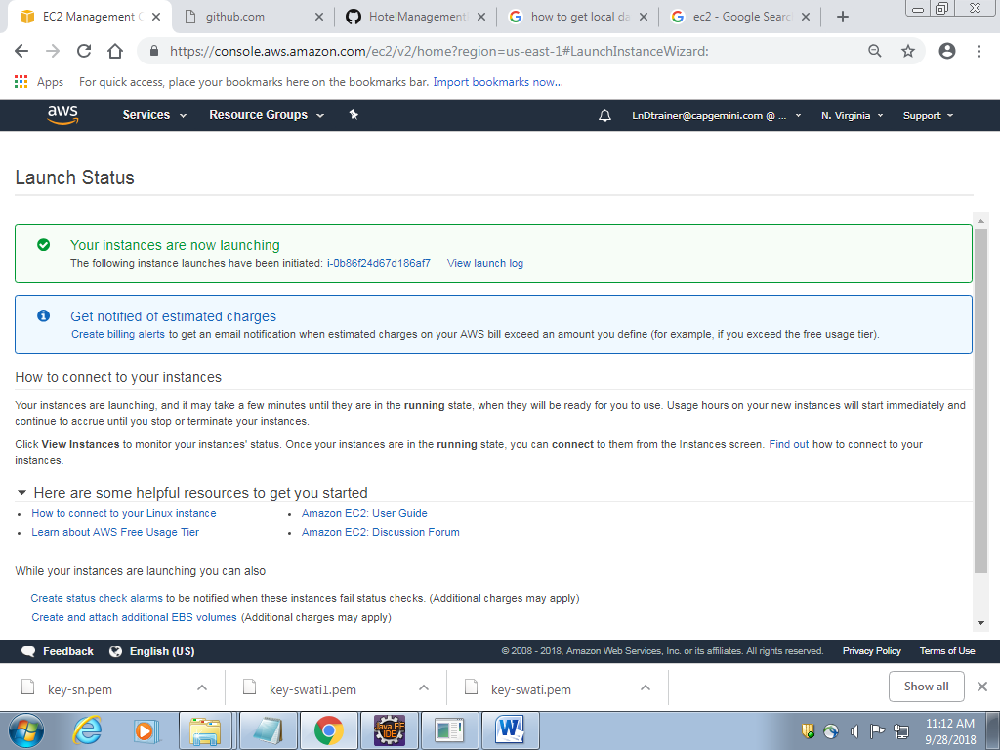 EC2 Management C
github.com
HotelManagement
how to get local da
ec2 - Google Searc
https://console.aws.amazon.com/ec2/v2/home?region=us-east-1#LaunchInstanceWizard:
Apps For quick access, place your bookmarks here on the bookmarks bar. Import bookmarks now...
aws Services Resource Groups LnDtrainer@capgemini.com @ ... N. Virginia Support
Launch Status
Your instances are now launching
The following instance launches have been initiated: i-0b86f24d67d186af7 View launch log
Get notified of estimated charges
Create billing alerts to get an email notification when estimated charges on your AWS bill exceed an amount you define (for example, if you exceed the free usage tier).
How to connect to your instances
Your instances are launching, and it may take a few minutes until they are in the running state, when they will be ready for you to use. Usage hours on your new instances will start immediately and
continue to accrue until you stop or terminate your instances.
Click View Instances to monitor your instances' status. Once your instances are in the running state, you can connect to them from the Instances screen. Find out how to connect to your
instances.
Here are some helpful resources to get you started
• How to connect to your Linux instance • Amazon EC2: User Guide
• Learn about AWS Free Usage Tier • Amazon EC2: Discussion Forum
While your instances are launching you can also
Create status check alarms to be notified when these instances fail status checks. (Additional charges may apply)
Create and attach additional EBS volumes (Additional charges may apply)
Feedback English (US) © 2008 - 2018, Amazon Web Services, Inc. or its affiliates. All rights reserved. Privacy Policy Terms of Use
key-sn.pem key-swati1.pem key-swati.pem Show all
Java EE
IDE
11:12 AM
9/28/2018